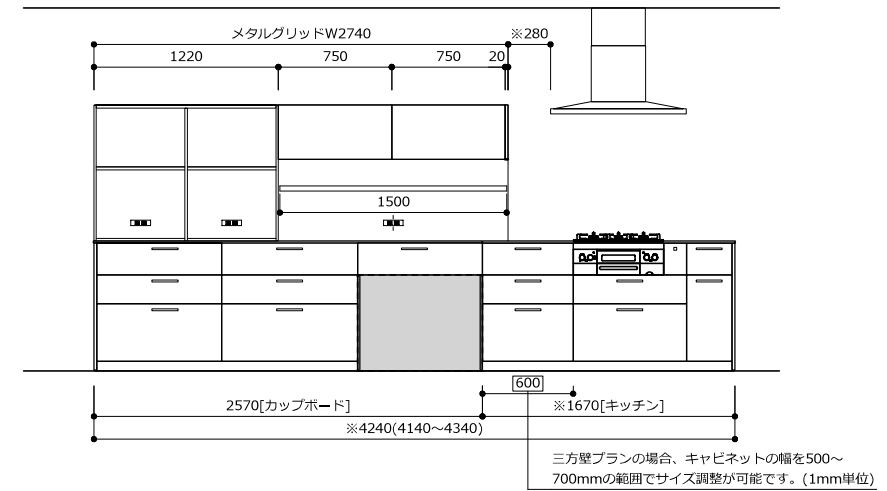 メタルグリッドW2740
※280
1220
750
750
20
1500
600
2570[カップボード]
※1670[キッチン]
※4240(4140～4340)
三方壁プランの場合、キャビネットの幅を500～
700mmの範囲でサイズ調整が可能です。(1mm単位)